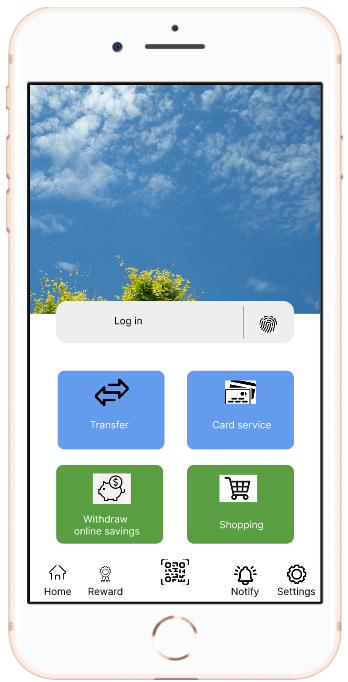 Log in
Transfer
Card service
Withdraw
online savings
Shopping
Home
Reward
Notify
Settings